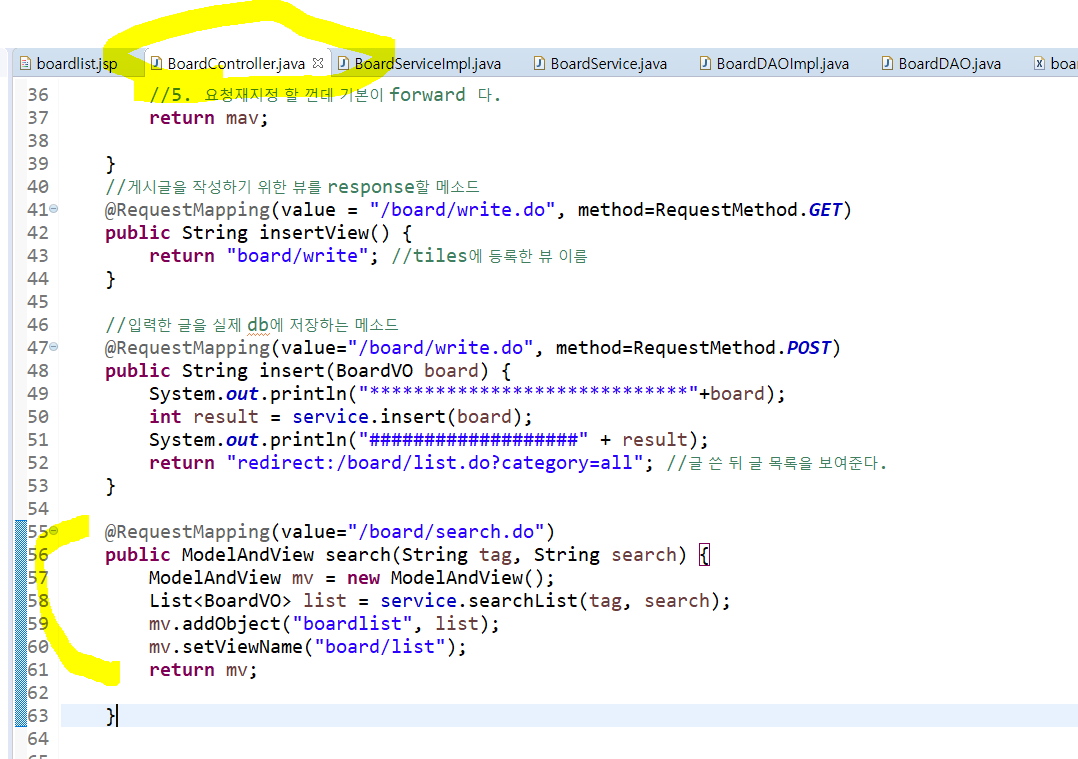 boardlist.jsp BoardController.java BoardServiceImpl.java BoardService.java BoardDAOImpl.java BoardDAO.java boar
36 //5. 요청재지정 할 껀데 기본이 forward 다.
37 return mav;
38
39 }
40 //게시글을 작성하기 위한 뷰를 response할 메소드
41 @RequestMapping(value = "/board/write.do", method=RequestMethod.GET)
42 public String insertView() {
43 return "board/write"; //tiles에 등록한 뷰 이름
44 }
45
46 //입력한 글을 실제 db에 저장하는 메소드
47 @RequestMapping(value="/board/write.do", method=RequestMethod.POST)
48 public String insert(BoardVO board) {
49 System.out.println("*****************************"+board);
50 int result = service.insert(board);
51 System.out.println("###################" + result);
52 return "redirect:/board/list.do?category=all"; //글 쓴 뒤 글 목록을 보여준다.
53 }
54
55 @RequestMapping(value="/board/search.do")
56 public ModelAndView search(String tag, String search) {
57 ModelAndView mv = new ModelAndView();
58 List<BoardVO> list = service.searchList(tag, search);
59 mv.addObject("boardlist", list);
60 mv.setViewName("board/list");
61 return mv;
62
63 }
64